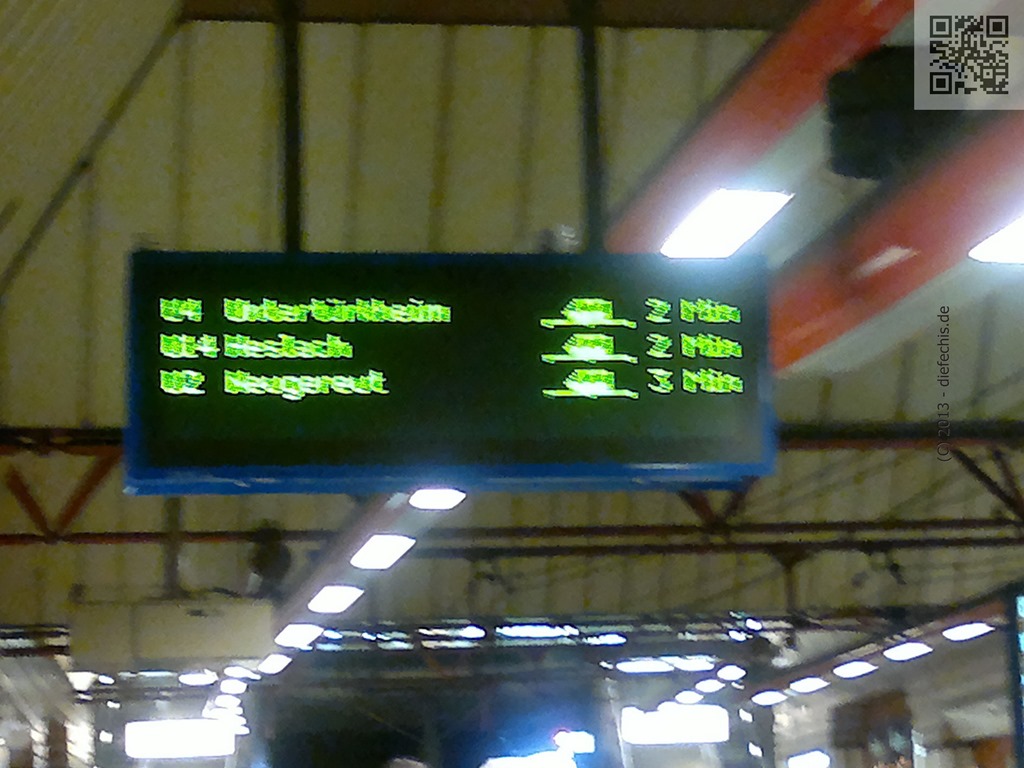 U4 Untertürkheim 2 Min
U14 Heslach 2 Min
U2 Neugereut 3 Min
(C) 2013 - diefechis.de